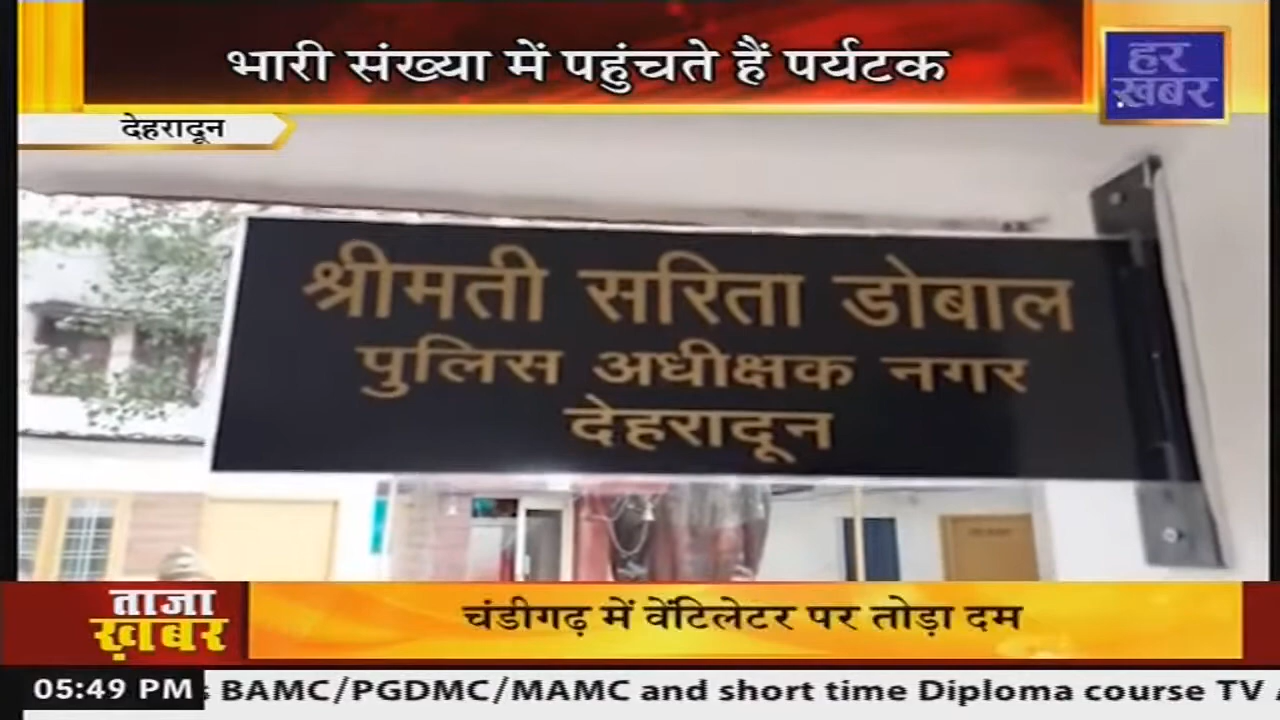 भारी संख्या में पहुंचते हैं पर्यटक
हर
ख़बर
देहरादून
श्रीमती सरिता डोबाल
पुलिस अधीक्षक नगर
देहरादून
ताजा
ख़बर
चंडीगढ़ में वेंटिलेटर पर तोड़ा दम
05:49 PM
BAMC/PGDMC/MAMC and short time Diploma course TV